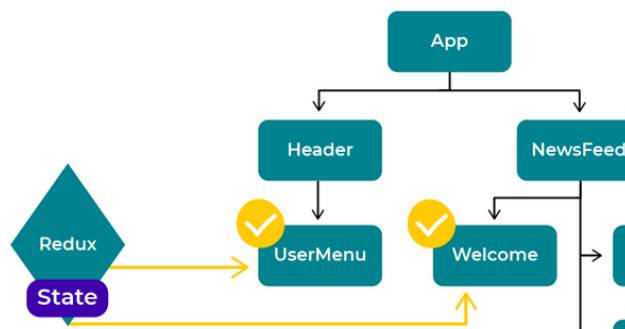 App
Header
NewsFeed
Redux
UserMenu
Welcome
State